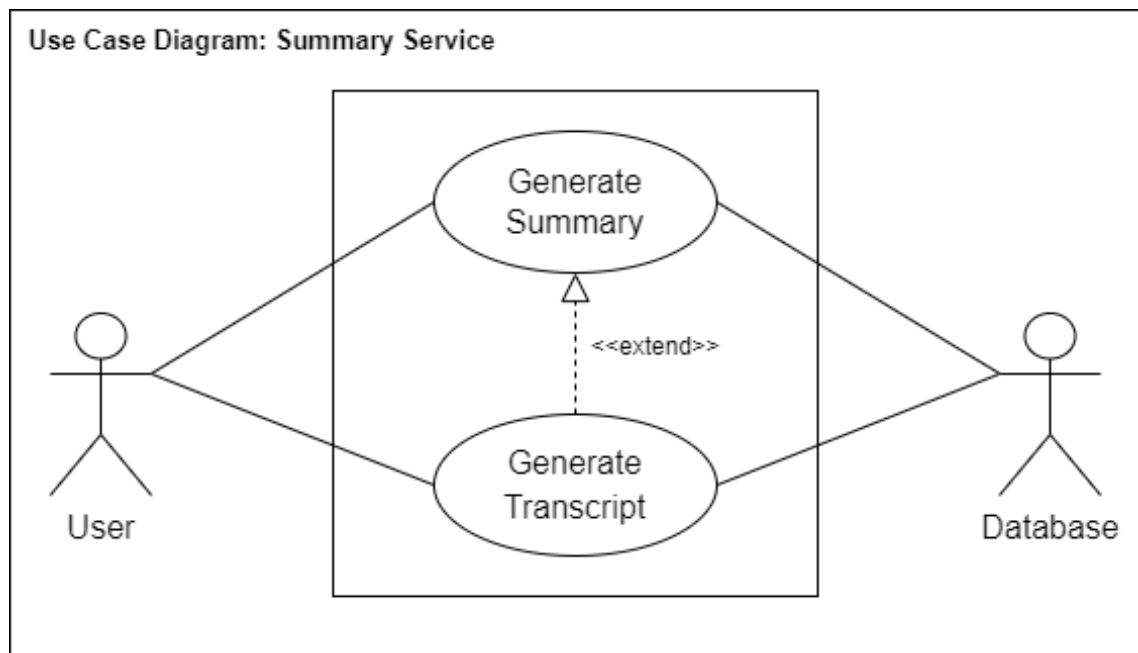 Use Case Diagram: Summary Service
Generate
Summary
<<extend>>
Generate
Transcript
User
Database